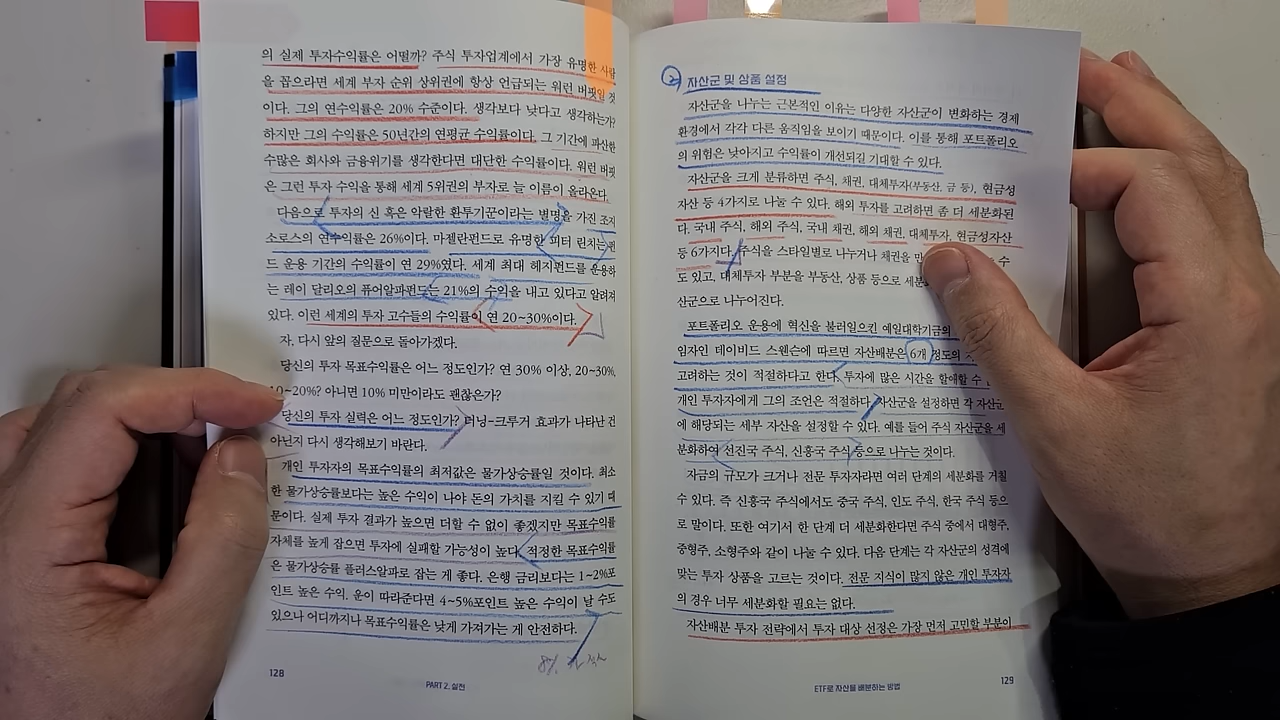 의 실제 투자수익률은 어떨까? 주식 투자업계에서 가장 유명한 사람
을 꼽으라면 세계 부자 순위 상위권에 항상 언급되는 워런 버핏일 것
이다. 그의 연수익률은 20% 수준이다. 생각보다 낮다고 생각하는가?
하지만 그의 수익률은 50년간의 연평균 수익률이다. 그 기간에 파산한
수많은 회사와 금융위기를 생각한다면 대단한 수익률이다. 워런 버핏
은 그런 투자 수익을 통해 세계 5위권의 부자로 늘 이름이 올라온다.
다음으로 투자의 신 혹은 악랄한 환투기꾼이라는 별명을 가진 조지
소로스의 연수익률은 26%이다. 마젤란펀드로 유명한 피터 린치는 펀
드 운용 기간의 수익률이 연 29%였다. 세계 최대 헤지펀드를 운용하
는 레이 달리오의 퓨어알파펀드는 21%의 수익을 내고 있다고 알려져
있다. 이런 세계의 투자 고수들의 수익률이 연 20~30%이다.
자, 다시 앞의 질문으로 돌아가겠다.
당신의 투자 목표수익률은 어느 정도인가? 연 30% 이상, 20~30%,
10~20%? 아니면 10% 미만이라도 괜찮은가?
당신의 투자 실력은 어느 정도인가? 더닝-크루거 효과가 나타난 건
아닌지 다시 생각해보기 바란다.
개인 투자자의 목표수익률의 최저값은 물가상승률일 것이다. 최소
한 물가상승률보다는 높은 수익이 나야 돈의 가치를 지킬 수 있기 때
문이다. 실제 투자 결과가 높으면 더할 수 없이 좋겠지만 목표수익률
자체를 높게 잡으면 투자에 실패할 가능성이 높다. 적정한 목표수익률
은 물가상승률 플러스알파로 잡는 게 좋다. 은행 금리보다는 1~2%포
인트 높은 수익, 운이 따라준다면 4~5%포인트 높은 수익이 날 수도
있으나 어디까지나 목표수익률은 낮게 가져가는 게 안전하다.
8%
128
PART 2. 실전
2 자산군 및 상품 설정
자산군을 나누는 근본적인 이유는 다양한 자산군이 변화하는 경제
환경에서 각각 다른 움직임을 보이기 때문이다. 이를 통해 포트폴리오
의 위험은 낮아지고 수익률이 개선되길 기대할 수 있다.
자산군을 크게 분류하면 주식, 채권, 대체투자(부동산, 금 등), 현금성
자산 등 4가지로 나눌 수 있다. 해외 투자를 고려하면 좀 더 세분화된
다. 국내 주식, 해외 주식, 국내 채권, 해외 채권, 대체투자, 현금성자산
등 6가지다. 주식을 스타일별로 나누거나 채권을 만 수
도 있고, 대체투자 부분을 부동산, 상품 등으로 세분
산군으로 나누어진다.
포트폴리오 운용에 혁신을 불러일으킨 예일대학기금의
임자인 데이비드 스웬슨에 따르면 자산배분은 6개 정도의
고려하는 것이 적절하다고 한다. 투자에 많은 시간을 할애할 수
개인 투자자에게 그의 조언은 적절하다. 자산군을 설정하면 각 자산군
에 해당되는 세부 자산을 설정할 수 있다. 예를 들어 주식 자산군을 세
분화하여 선진국 주식, 신흥국 주식 등으로 나누는 것이다.
자금의 규모가 크거나 전문 투자자라면 여러 단계의 세분화를 거칠
수 있다. 즉 신흥국 주식에서도 중국 주식, 인도 주식, 한국 주식 등으
로 말이다. 또한 여기서 한 단계 더 세분화한다면 주식 중에서 대형주,
중형주, 소형주와 같이 나눌 수 있다. 다음 단계는 각 자산군의 성격에
맞는 투자 상품을 고르는 것이다. 전문 지식이 많지 않은 개인 투자자
의 경우 너무 세분화할 필요는 없다.
자산배분 투자 전략에서 투자 대상 선정은 가장 먼저 고민할 부분이
ETF로 자산을 배분하는 방법
129